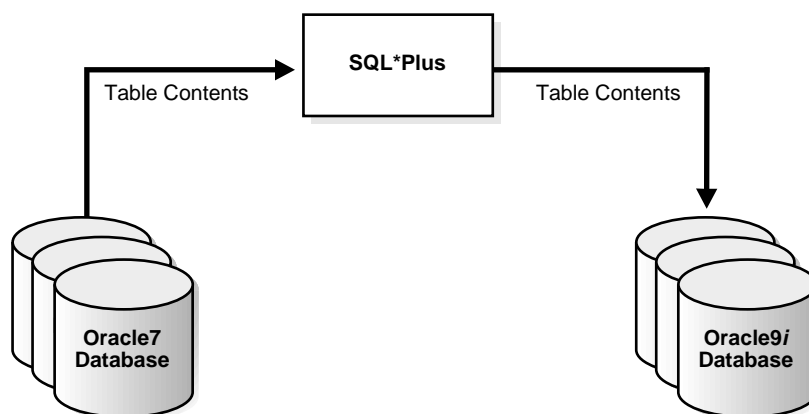 SQL*Plus
Table Contents
Table Contents
Oracle7
Database
Oracle9i
Database